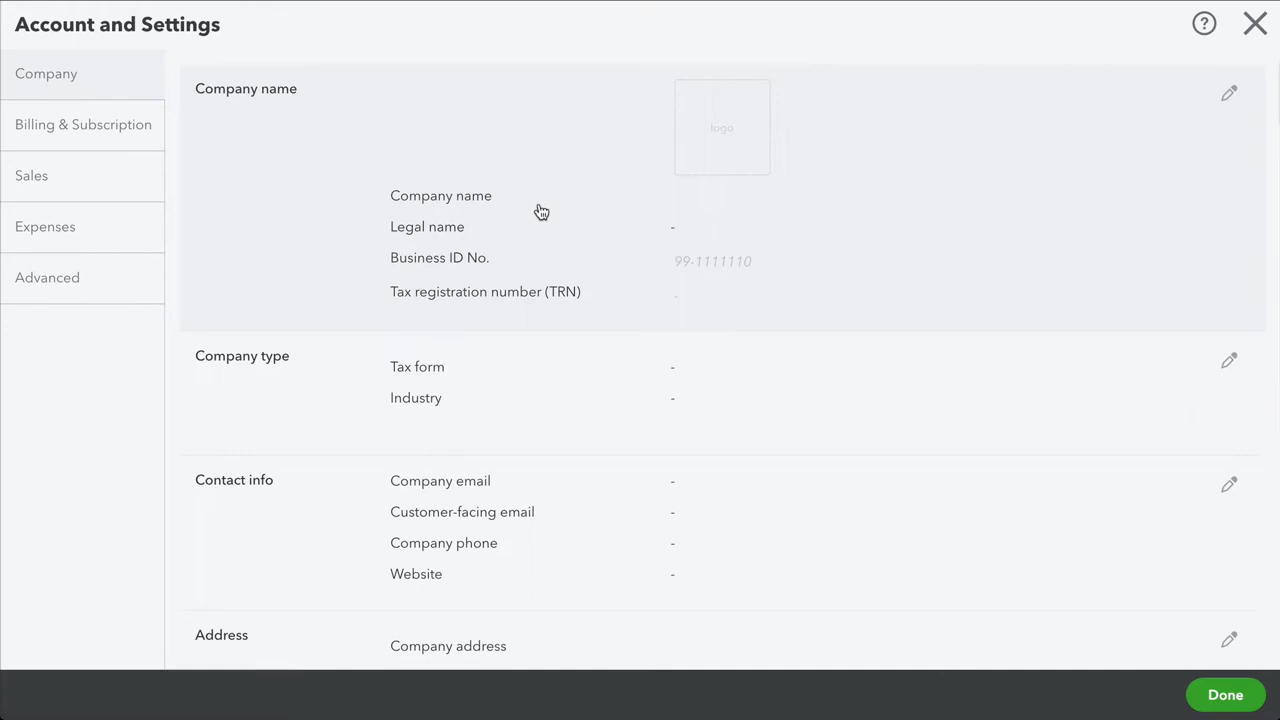 Account and Settings
?
Company
Billing & Subscription
Sales
Expenses
Advanced
Company name
logo
Company name
Legal name -
Business ID No. 99-1111110
Tax registration number (TRN) -
Company type
Tax form -
Industry -
Contact info
Company email -
Customer-facing email -
Company phone -
Website -
Address
Company address
Done